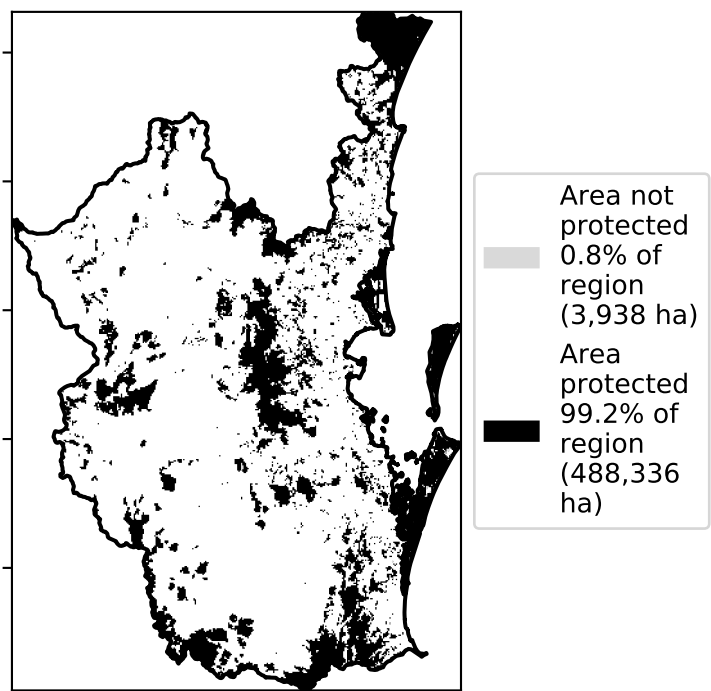 Area not
protected
0.8% of
region
(3,938 ha)
Area
protected
99.2% of
region
(488,336
ha)